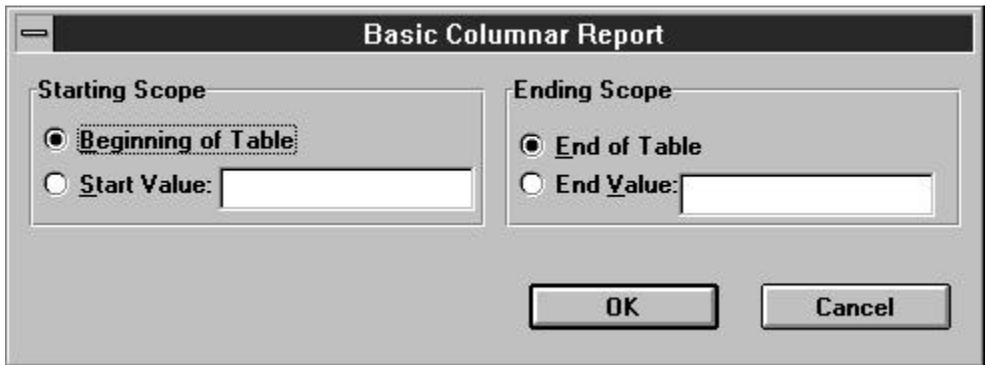 Basic Columnar Report
Starting Scope
Beginning of Table
Start Value:
Ending Scope
End of Table
End Value:
OK
Cancel